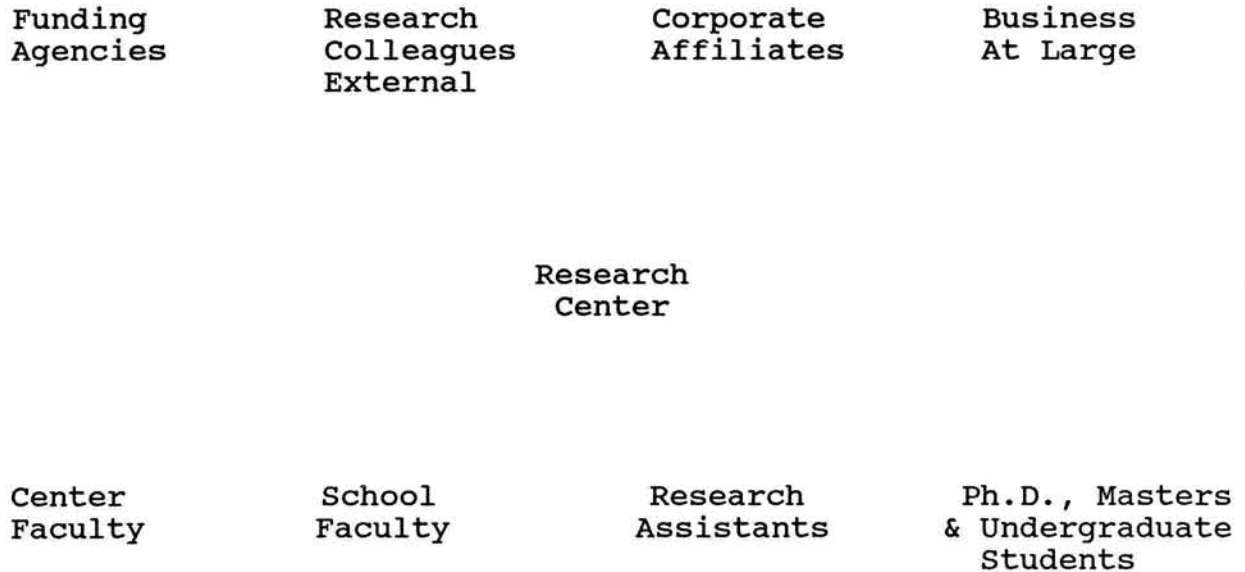 Funding
Agencies
Research
Colleagues
External
Corporate
Affiliates
Business
At Large
Research
Center
Center
Faculty
School
Faculty
Research
Assistants
Ph.D., Masters
& Undergraduate
Students